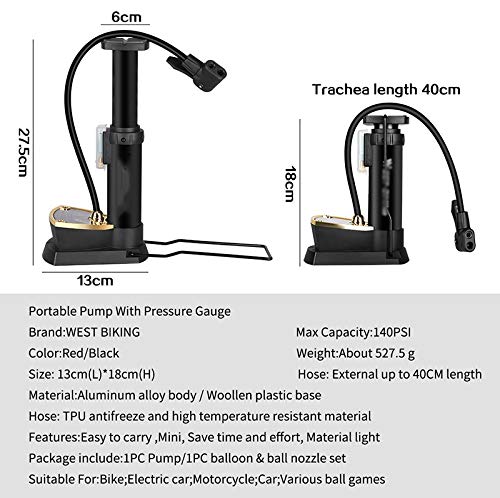 6cm
Trachea length 40cm
27.5cm
18cm
13cm
Portable Pump With Pressure Gauge
Brand:WEST BIKING
Max Capacity:140PSI
Color:Red/Black
Weight:About 527.5 g
Size: 13cm(L)*18cm(H)
Hose: External up to 40CM length
Material:Aluminum alloy body / Woollen plastic base
Hose: TPU antifreeze and high temperature resistant material
Features:Easy to carry ,Mini, Save time and effort, Material light
Package include:1PC Pump/1PC balloon & ball nozzle set
Suitable For:Bike;Electric car;Motorcycle;Car;Various ball games